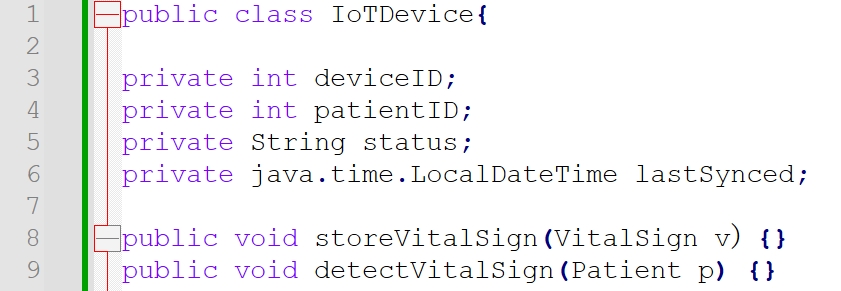 1 public class IoTDevice{
2
3 private int deviceID;
4 private int patientID;
5 private String status;
6 private java.time.LocalDateTime lastSynced;
7
8 public void storeVitalSign(VitalSign v) {}
9 public void detectVitalSign(Patient p) {}